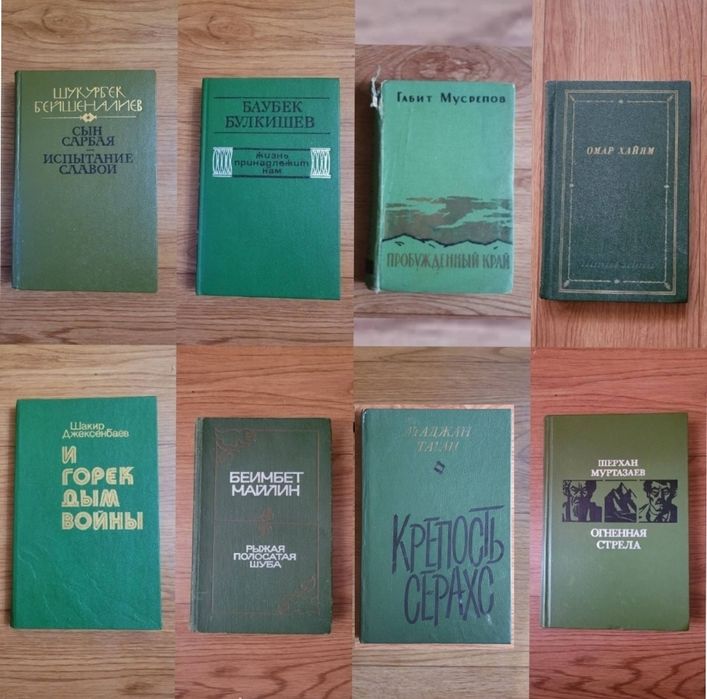 ШУКУРБЕК
БЕЙШЕНАЛИЕВ
СЫН
САРБАЯ
ИСПЫТАНИЕ
СЛАВОЙ
БАУБЕК
БУЛКИШЕВ
жизнь
принадлежит
нам
ГАБИТ МУСРЕПОВ
ПРОБУЖДЕННЫЙ КРАЙ
ОМАР ХАЙЯМ
Шакир
Джексенбаев
И
ГОРЕК
ДЫМ
ВОЙНЫ
БЕИМБЕТ
МАЙЛИН
РЫЖАЯ
ПОЛОСАТАЯ
ШУБА
ТАГАН
КРЕПОСТЬ
СЕРАХС
ШЕРХАН
МУРТАЗАЕВ
ОГНЕННАЯ
СТРЕЛА